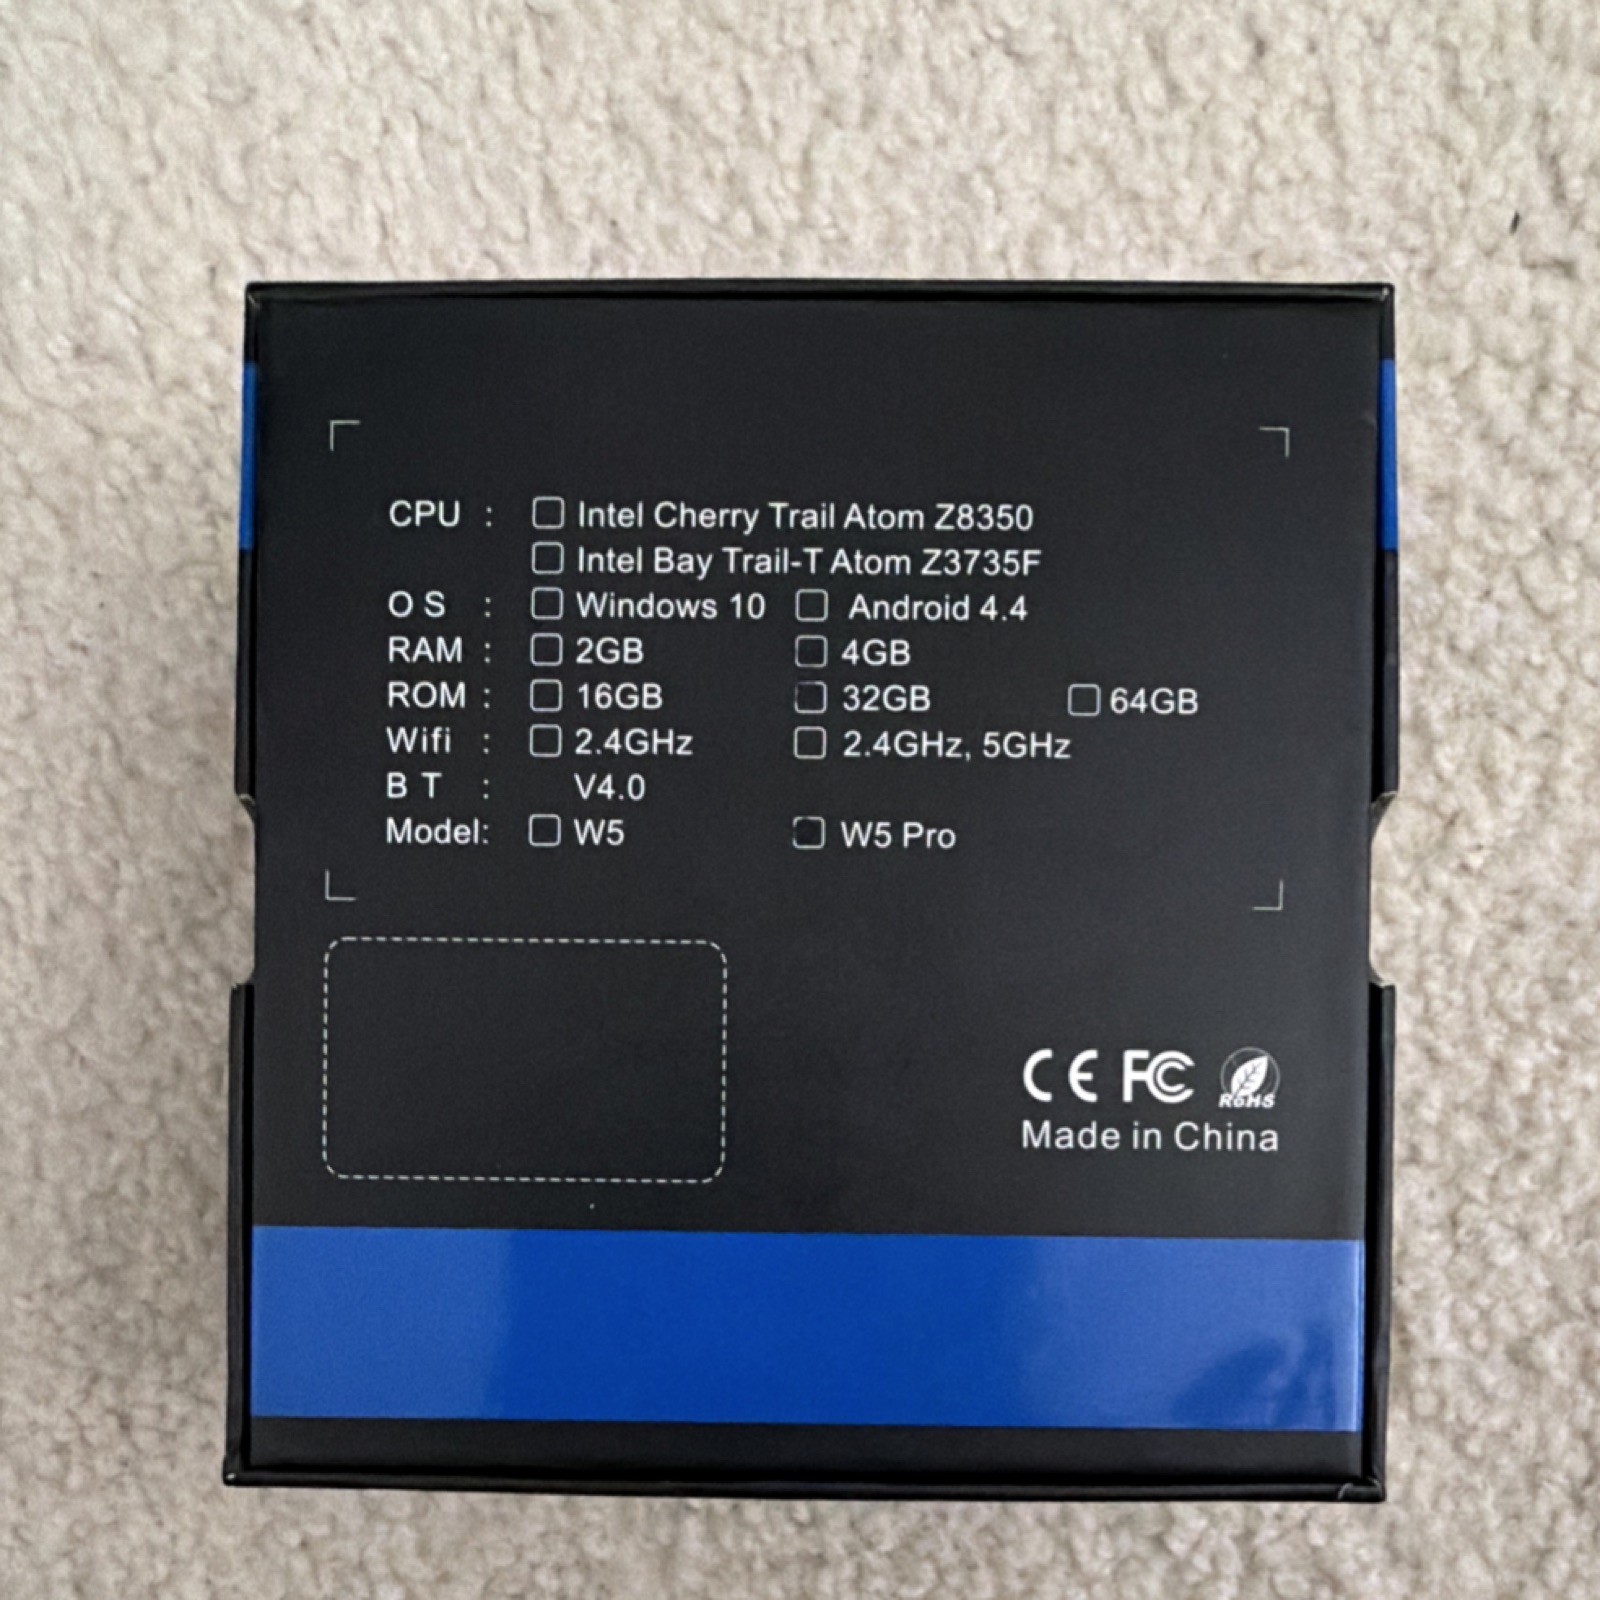 CPU : ☐ Intel Cherry Trail Atom Z8350
☐ Intel Bay Trail-T Atom Z3735F
O S : ☐ Windows 10 ☐ Android 4.4
RAM : ☐ 2GB ☐ 4GB
ROM : ☐ 16GB ☐ 32GB ☐ 64GB
Wifi : ☐ 2.4GHz ☐ 2.4GHz, 5GHz
B T : V4.0
Model: ☐ W5 ☐ W5 Pro
CE FC RoHS
Made in China